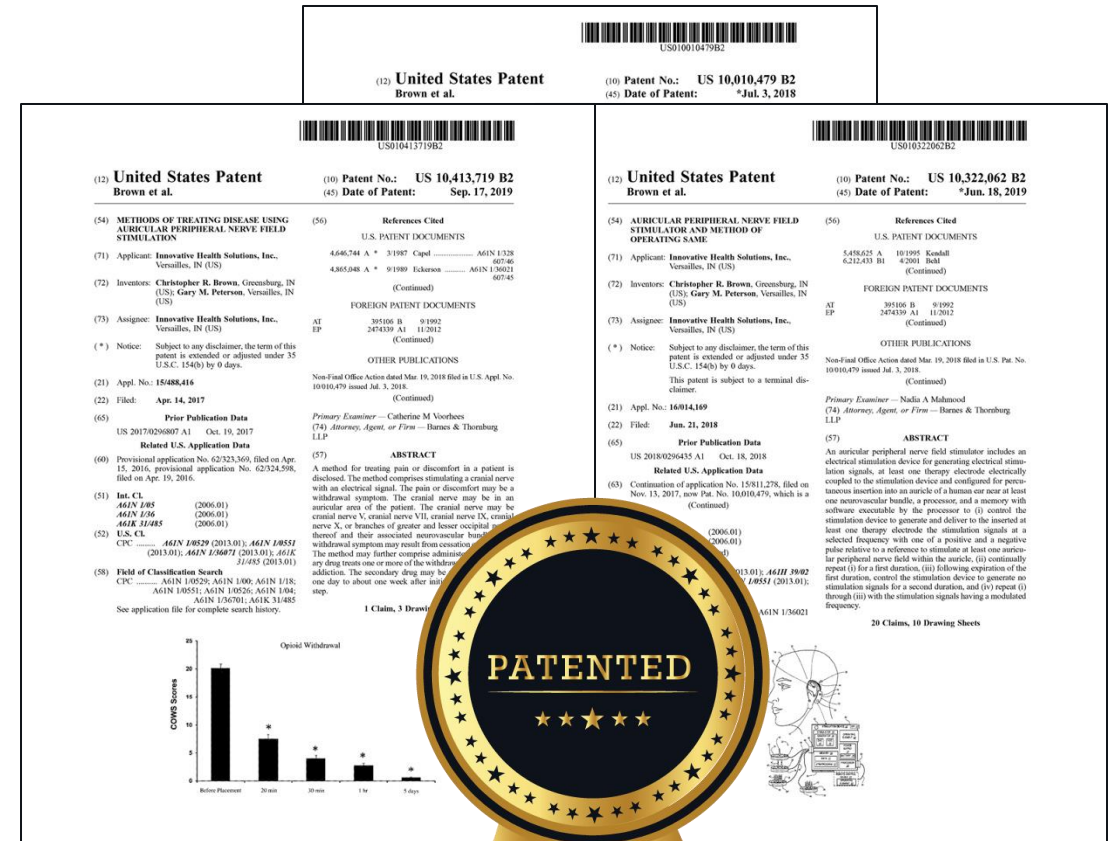 US010010479B2
(12) United States Patent
Brown et al.
(10) Patent No.: US 10,010,479 B2
(45) Date of Patent: *Jul. 3, 2018
US010413719B2
(12) United States Patent
Brown et al.
(10) Patent No.: US 10,413,719 B2
(45) Date of Patent: Sep. 17, 2019
(54) METHODS OF TREATING DISEASE USING
AURICULAR PERIPHERAL NERVE FIELD
STIMULATION
(71) Applicant: Innovative Health Solutions, Inc.,
Versailles, IN (US)
(72) Inventors: Christopher R. Brown, Greensburg, IN
(US); Gary M. Peterson, Versailles, IN
(US)
(73) Assignee: Innovative Health Solutions, Inc.,
Versailles, IN (US)
( * ) Notice: Subject to any disclaimer, the term of this
patent is extended or adjusted under 35
U.S.C. 154(b) by 0 days.
(21) Appl. No.: 15/488,416
(22) Filed: Apr. 14, 2017
(65) Prior Publication Data
US 2017/0296807 A1 Oct. 19, 2017
Related U.S. Application Data
(60) Provisional application No. 62/323,369, filed on Apr.
15, 2016, provisional application No. 62/324,598,
filed on Apr. 19, 2016.
(51) Int. Cl.
A61N 1/05 (2006.01)
A61N 1/36 (2006.01)
A61K 31/485 (2006.01)
(52) U.S. Cl.
CPC ......... A61N 1/0529 (2013.01); A61N 1/0551
(2013.01); A61N 1/36071 (2013.01); A61K
31/485 (2013.01)
(58) Field of Classification Search
CPC .......... A61N 1/0529; A61N 1/00; A61N 1/18;
A61N 1/0551; A61N 1/0526; A61N 1/04;
A61N 1/36701; A61K 31/485
See application file for complete search history.
(56) References Cited
U.S. PATENT DOCUMENTS
4,646,744 A * 3/1987 Capel .................... A61N 1/328
607/46
4,865,048 A * 9/1989 Eckerson .......... A61N 1/36021
607/45
(Continued)
FOREIGN PATENT DOCUMENTS
AT 395106 B 9/1992
EP 2474339 A1 11/2012
(Continued)
OTHER PUBLICATIONS
Non-Final Office Action dated Mar. 19, 2018 filed in U.S. Appl. No.
10/010,479 issued Jul. 3, 2018.
(Continued)
Primary Examiner — Catherine M Voorhees
(74) Attorney, Agent, or Firm — Barnes & Thornburg
LLP
(57) ABSTRACT
A method for treating pain or discomfort in a patient is
disclosed. The method comprises stimulating a cranial nerve
with an electrical signal. The pain or discomfort may be a
withdrawal symptom. The cranial nerve may be in an
auricular area of the patient. The cranial nerve may be
cranial nerve V, cranial nerve VII, cranial nerve IX, cranial
nerve X, or branches of greater and lesser occipital
thereof and their associated neurovascular
withdrawal symptom may result from cessation
The method may further comprise
ary drug treats one or more of the
addiction. The secondary drug may be
one day to about one week after
step.
1 Claim, 3
Opioid Withdrawal
COWS Scores
25
20
15
10
5
0
* * * *
Before Placement 20 min 30 min 1 hr 5 days
US010322062B2
(12) United States Patent
Brown et al.
(10) Patent No.: US 10,322,062 B2
(45) Date of Patent: *Jun. 18, 2019
(54) AURICULAR PERIPHERAL NERVE FIELD
STIMULATOR AND METHOD OF
OPERATING SAME
(71) Applicant: Innovative Health Solutions, Inc.,
Versailles, IN (US)
(72) Inventors: Christopher R. Brown, Greensburg, IN
(US); Gary M. Peterson, Versailles, IN
(US)
(73) Assignee: Innovative Health Solutions, Inc.,
Versailles, IN (US)
( * ) Notice: Subject to any disclaimer, the term of this
patent is extended or adjusted under 35
U.S.C. 154(b) by 0 days.
This patent is subject to a terminal dis-
claimer.
(21) Appl. No.: 16/014,169
(22) Filed: Jun. 21, 2018
(65) Prior Publication Data
US 2018/0296435 A1 Oct. 18, 2018
Related U.S. Application Data
(63) Continuation of application No. 15/811,278, filed on
Nov. 13, 2017, now Pat. No. 10,010,479, which is a
(Continued)
(2006.01)
(2006.01)
A61H 39/02
1/0551 (2013.01);
A61N 1/36021
(56) References Cited
U.S. PATENT DOCUMENTS
5,458,625 A 10/1995 Kendall
6,212,433 B1 4/2001 Behl
(Continued)
FOREIGN PATENT DOCUMENTS
AT 395106 B 9/1992
EP 2474339 A1 11/2012
(Continued)
OTHER PUBLICATIONS
Non-Final Office Action dated Mar. 19, 2018 filed in U.S. Pat. No.
10/010,479 issued Jul. 3, 2018.
(Continued)
Primary Examiner — Nadia A Mahmood
(74) Attorney, Agent, or Firm — Barnes & Thornburg
LLP
(57) ABSTRACT
An auricular peripheral nerve field stimulator includes an
electrical stimulation device for generating electrical stimu-
lation signals, at least one therapy electrode electrically
coupled to the stimulation device and configured for percu-
taneous insertion into an auricle of a human ear near at least
one neurovascular bundle, a processor, and a memory with
software executable by the processor to (i) control the
stimulation device to generate and deliver to the inserted at
least one therapy electrode the stimulation signals at a
selected frequency with one of a positive and a negative
pulse relative to a reference to stimulate at least one auricu-
lar peripheral nerve field within the auricle, (ii) continually
repeat (i) for a first duration, (iii) following expiration of the
first duration, control the stimulation device to generate no
stimulation signals for a second duration, and (iv) repeat (i)
through (iii) with the stimulation signals having a modulated
frequency.
20 Claims, 10 Drawing Sheets
PATENTED